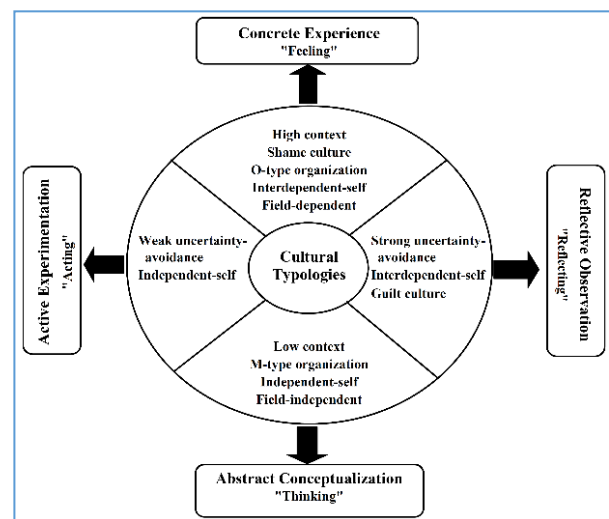 Concrete Experience
"Feeling"
High context
Shame culture
O-type organization
Interdependent-self
Field-dependent
Active Experimentation
"Acting"
Weak uncertainty-
avoidance
Independent-self
Cultural
Typologies
Strong uncertainty-
avoidance
Interdependent-self
Guilt culture
Reflective Observation
"Reflecting"
Low context
M-type organization
Independent-self
Field-independent
Abstract Conceptualization
"Thinking"